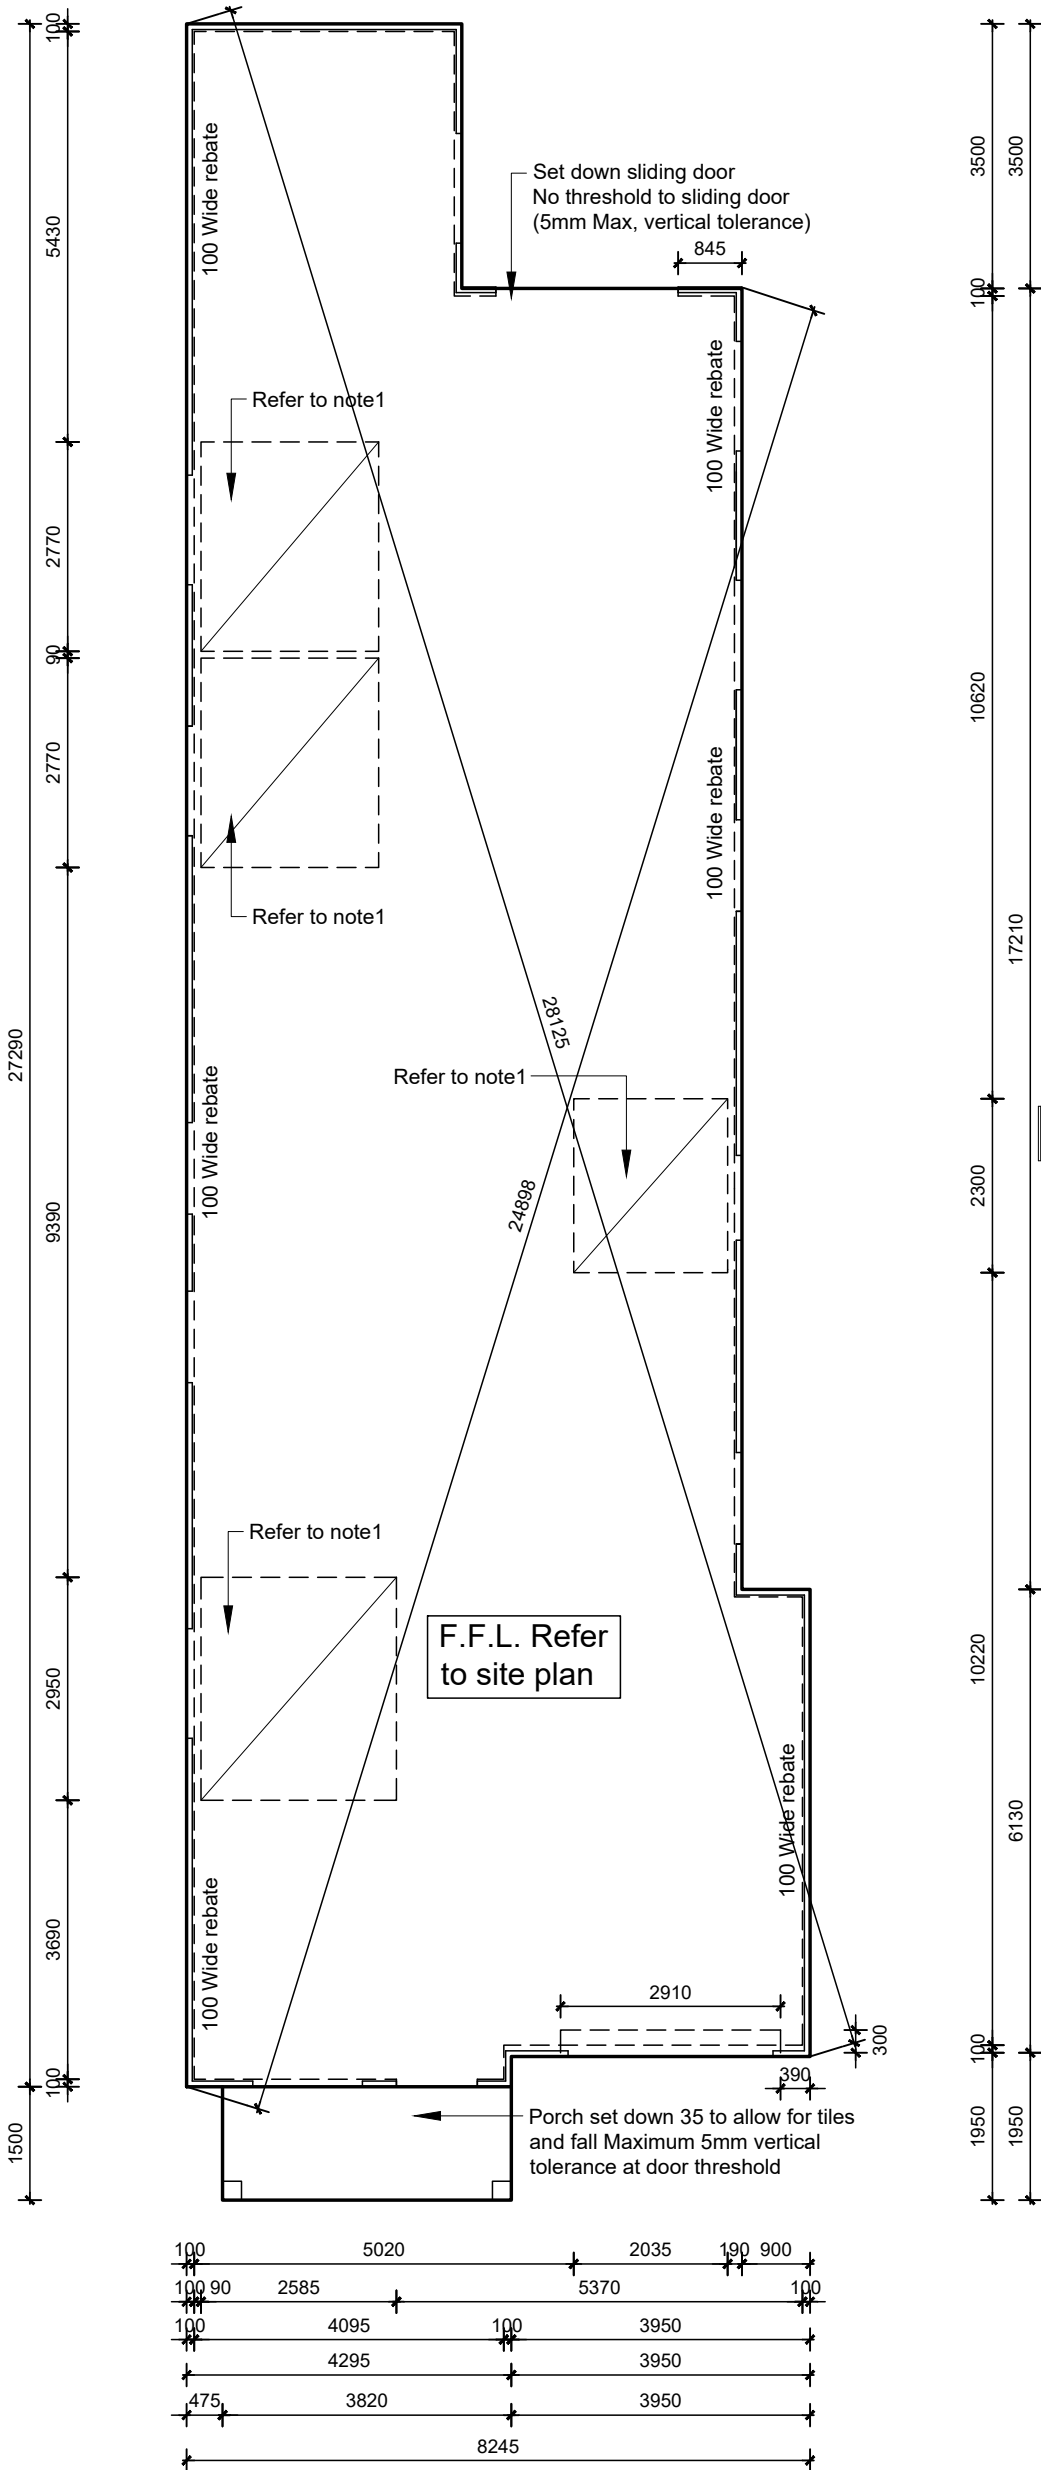 100
5430
2770
90
2770
9390
2950
3690
100
27290
1500
100 Wide rebate
100 Wide rebate
100 Wide rebate
Set down sliding door
No threshold to sliding door
(5mm Max, vertical tolerance)
845
100 Wide rebate
100 Wide rebate
100 Wide rebate
Refer to note1
Refer to note1
Refer to note1
Refer to note1
28125
24898
F.F.L. Refer
to site plan
2910
300
390
Porch set down 35 to allow for tiles
and fall Maximum 5mm vertical
tolerance at door threshold
3500
100
10620
2300
10220
100
1950
3500
17210
6130
1950
100 5020 2035 190 900
100 90 2585 5370 100
100 4095 100 3950
4295 3950
475 3820 3950
8245